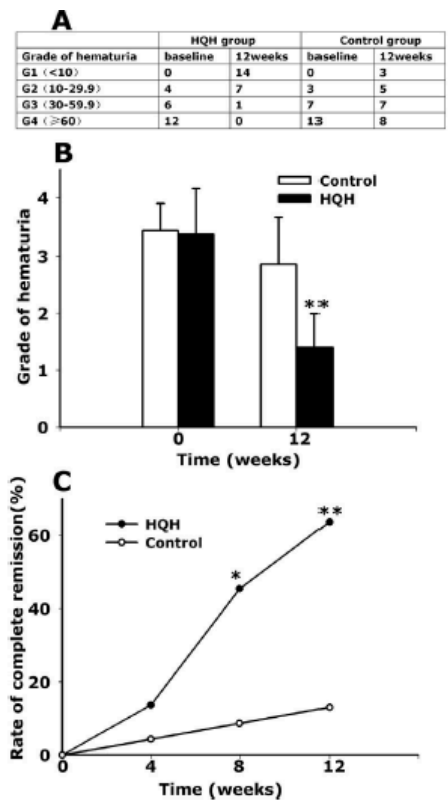 A
HQH group Control group
Grade of hematuria baseline 12weeks baseline 12weeks
G1（<10） 0 14 0 3
G2（10-29.9） 4 7 3 5
G3（30-59.9） 6 1 7 7
G4（≥60） 12 0 13 8
B
Control
HQH
**
Grade of hematuria
4
3
2
1
0
0 12
Time (weeks)
C
HQH
Control
*
**
Rate of complete remission(%)
60
40
20
0
0 4 8 12
Time (weeks)